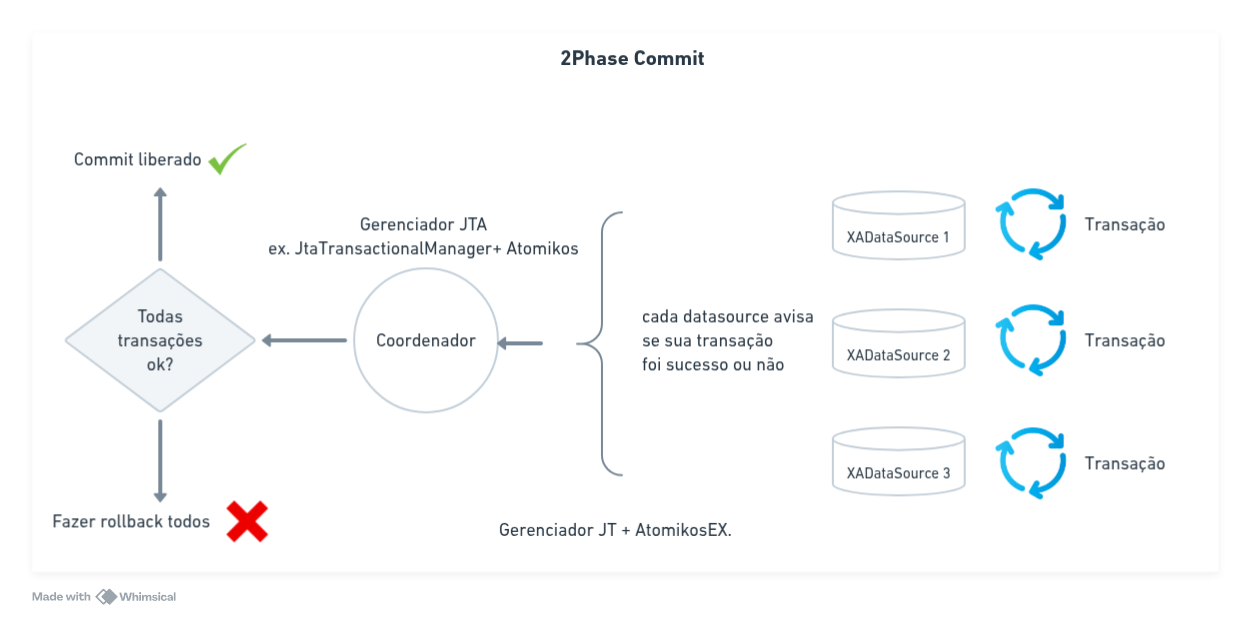 2Phase Commit
Commit liberado
Gerenciador JTA
ex. JtaTransactionalManager+ Atomikos
Todas
transações
ok?
Coordenador
cada datasource avisa
se sua transação
foi sucesso ou não
XADataSource 1
Transação
XADataSource 2
Transação
XADataSource 3
Transação
Fazer rollback todos
Gerenciador JT + AtomikosEX.
Made with Whimsical